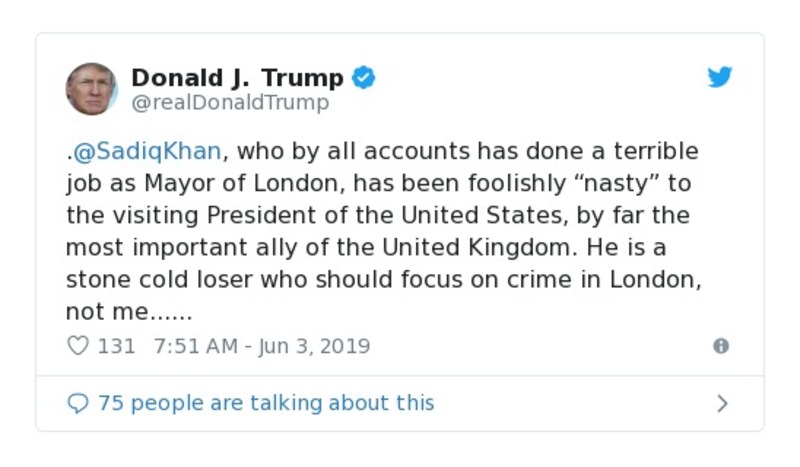 Donald J. Trump
@realDonaldTrump
.@SadiqKhan, who by all accounts has done a terrible
job as Mayor of London, has been foolishly “nasty” to
the visiting President of the United States, by far the
most important ally of the United Kingdom. He is a
stone cold loser who should focus on crime in London,
not me......
131 7:51 AM - Jun 3, 2019
75 people are talking about this